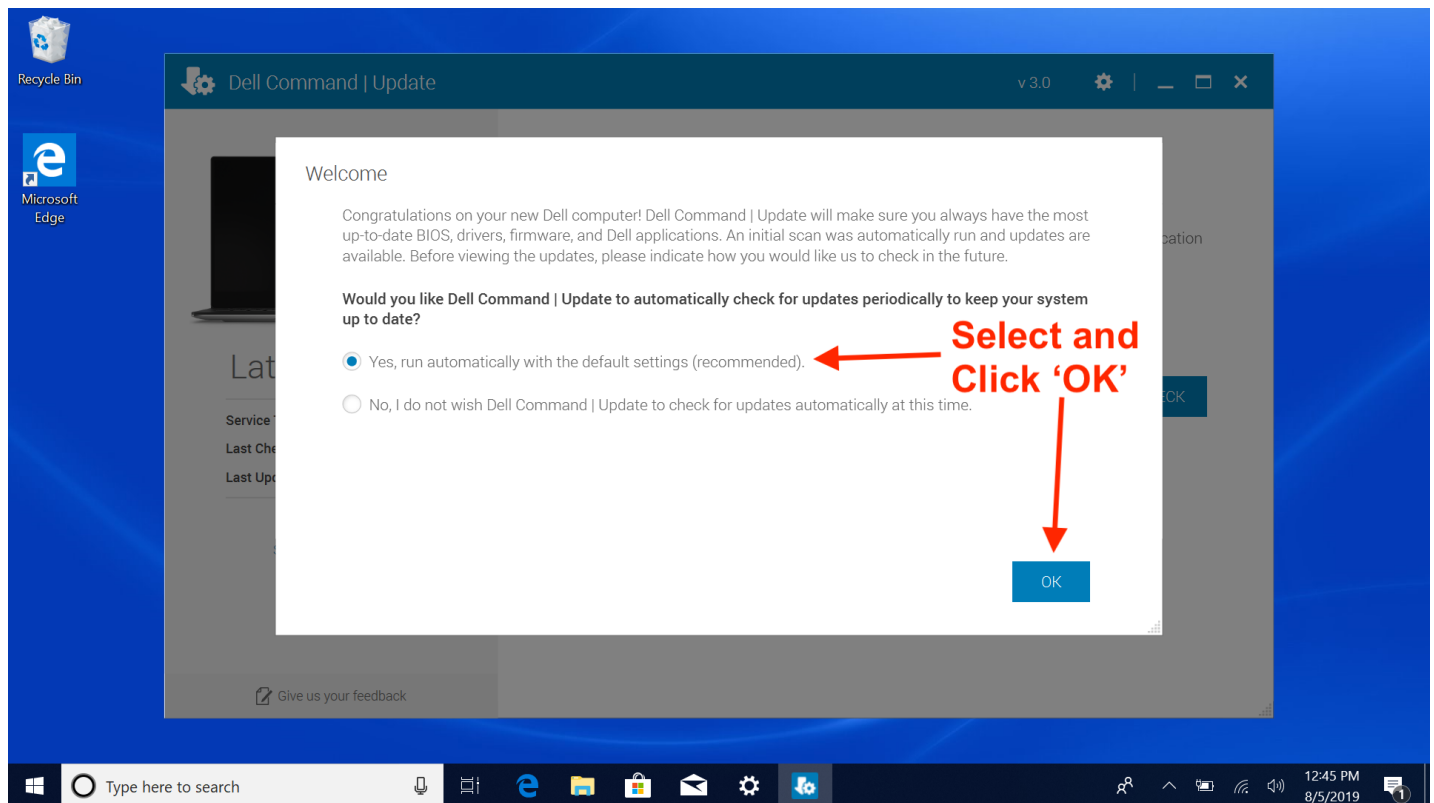 Recycle Bin
Microsoft
Edge
Dell Command | Update
v 3.0
Welcome
Congratulations on your new Dell computer! Dell Command | Update will make sure you always have the most
up-to-date BIOS, drivers, firmware, and Dell applications. An initial scan was automatically run and updates are
available. Before viewing the updates, please indicate how you would like us to check in the future.
Would you like Dell Command | Update to automatically check for updates periodically to keep your system
up to date?
Yes, run automatically with the default settings (recommended).
No, I do not wish Dell Command | Update to check for updates automatically at this time.
Select and
Click ‘OK’
OK
Lat
Service
Last Che
Last Upd
cation
ECK
Give us your feedback
Type here to search
12:45 PM
8/5/2019
1